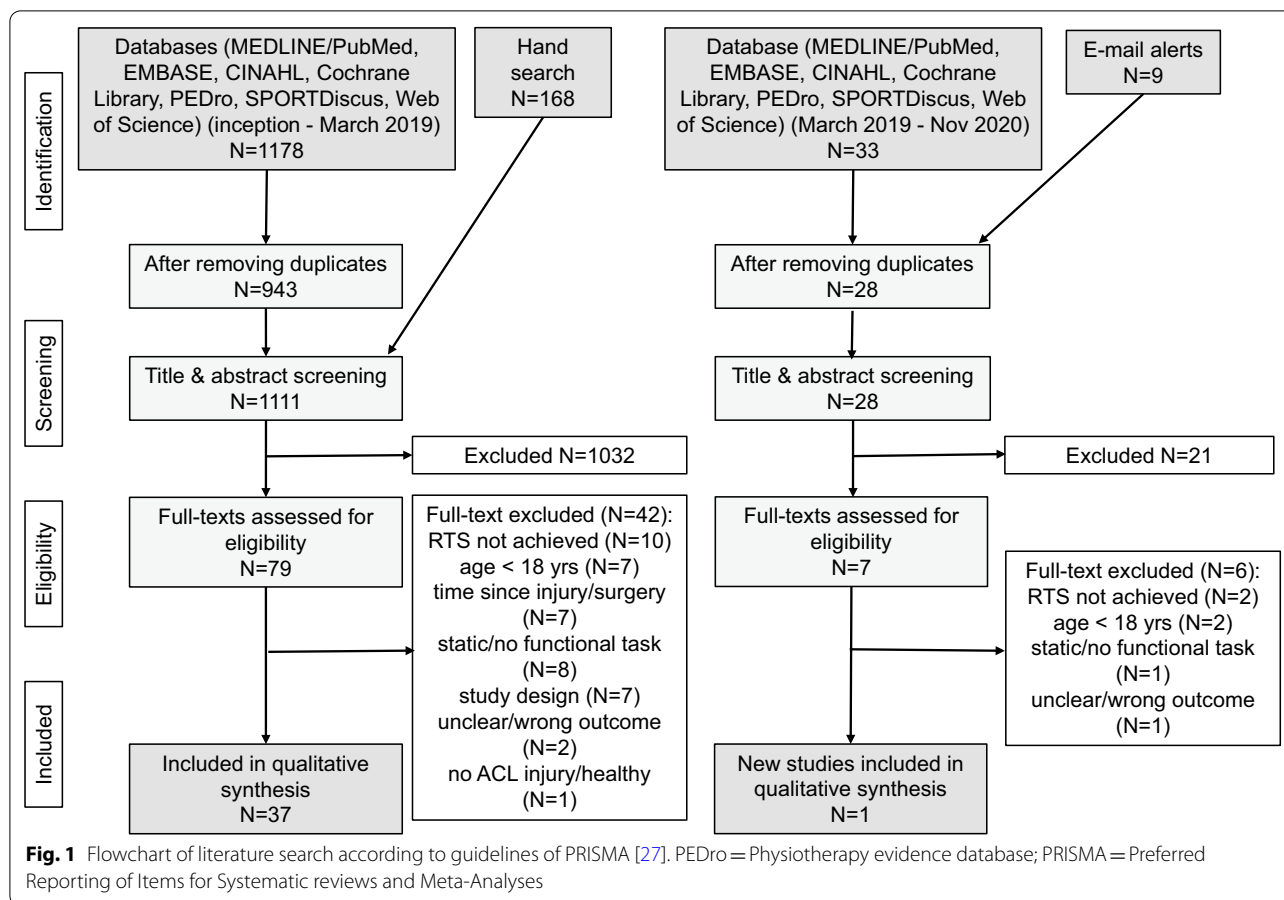 Databases (MEDLINE/PubMed,
EMBASE, CINAHL, Cochrane
Library, PEDro, SPORTDiscus, Web
of Science) (inception - March 2019)
N=1178
Hand
search
N=168
Database (MEDLINE/PubMed,
EMBASE, CINAHL, Cochrane
Library, PEDro, SPORTDiscus, Web
of Science) (March 2019 - Nov 2020)
N=33
E-mail alerts
N=9
Identification
After removing duplicates
N=943
After removing duplicates
N=28
Screening
Title & abstract screening
N=1111
Title & abstract screening
N=28
Excluded N=1032
Excluded N=21
Eligibility
Full-texts assessed for
eligibility
N=79
Full-text excluded (N=42):
RTS not achieved (N=10)
age < 18 yrs (N=7)
time since injury/surgery
(N=7)
static/no functional task
(N=8)
study design (N=7)
unclear/wrong outcome
(N=2)
no ACL injury/healthy
(N=1)
Full-texts assessed for
eligibility
N=7
Full-text excluded (N=6):
RTS not achieved (N=2)
age < 18 yrs (N=2)
static/no functional task
(N=1)
unclear/wrong outcome
(N=1)
Included
Included in qualitative
synthesis
N=37
New studies included in
qualitative synthesis
N=1
Fig. 1 Flowchart of literature search according to guidelines of PRISMA [27]. PEDro = Physiotherapy evidence database; PRISMA = Preferred
Reporting of Items for Systematic reviews and Meta-Analyses